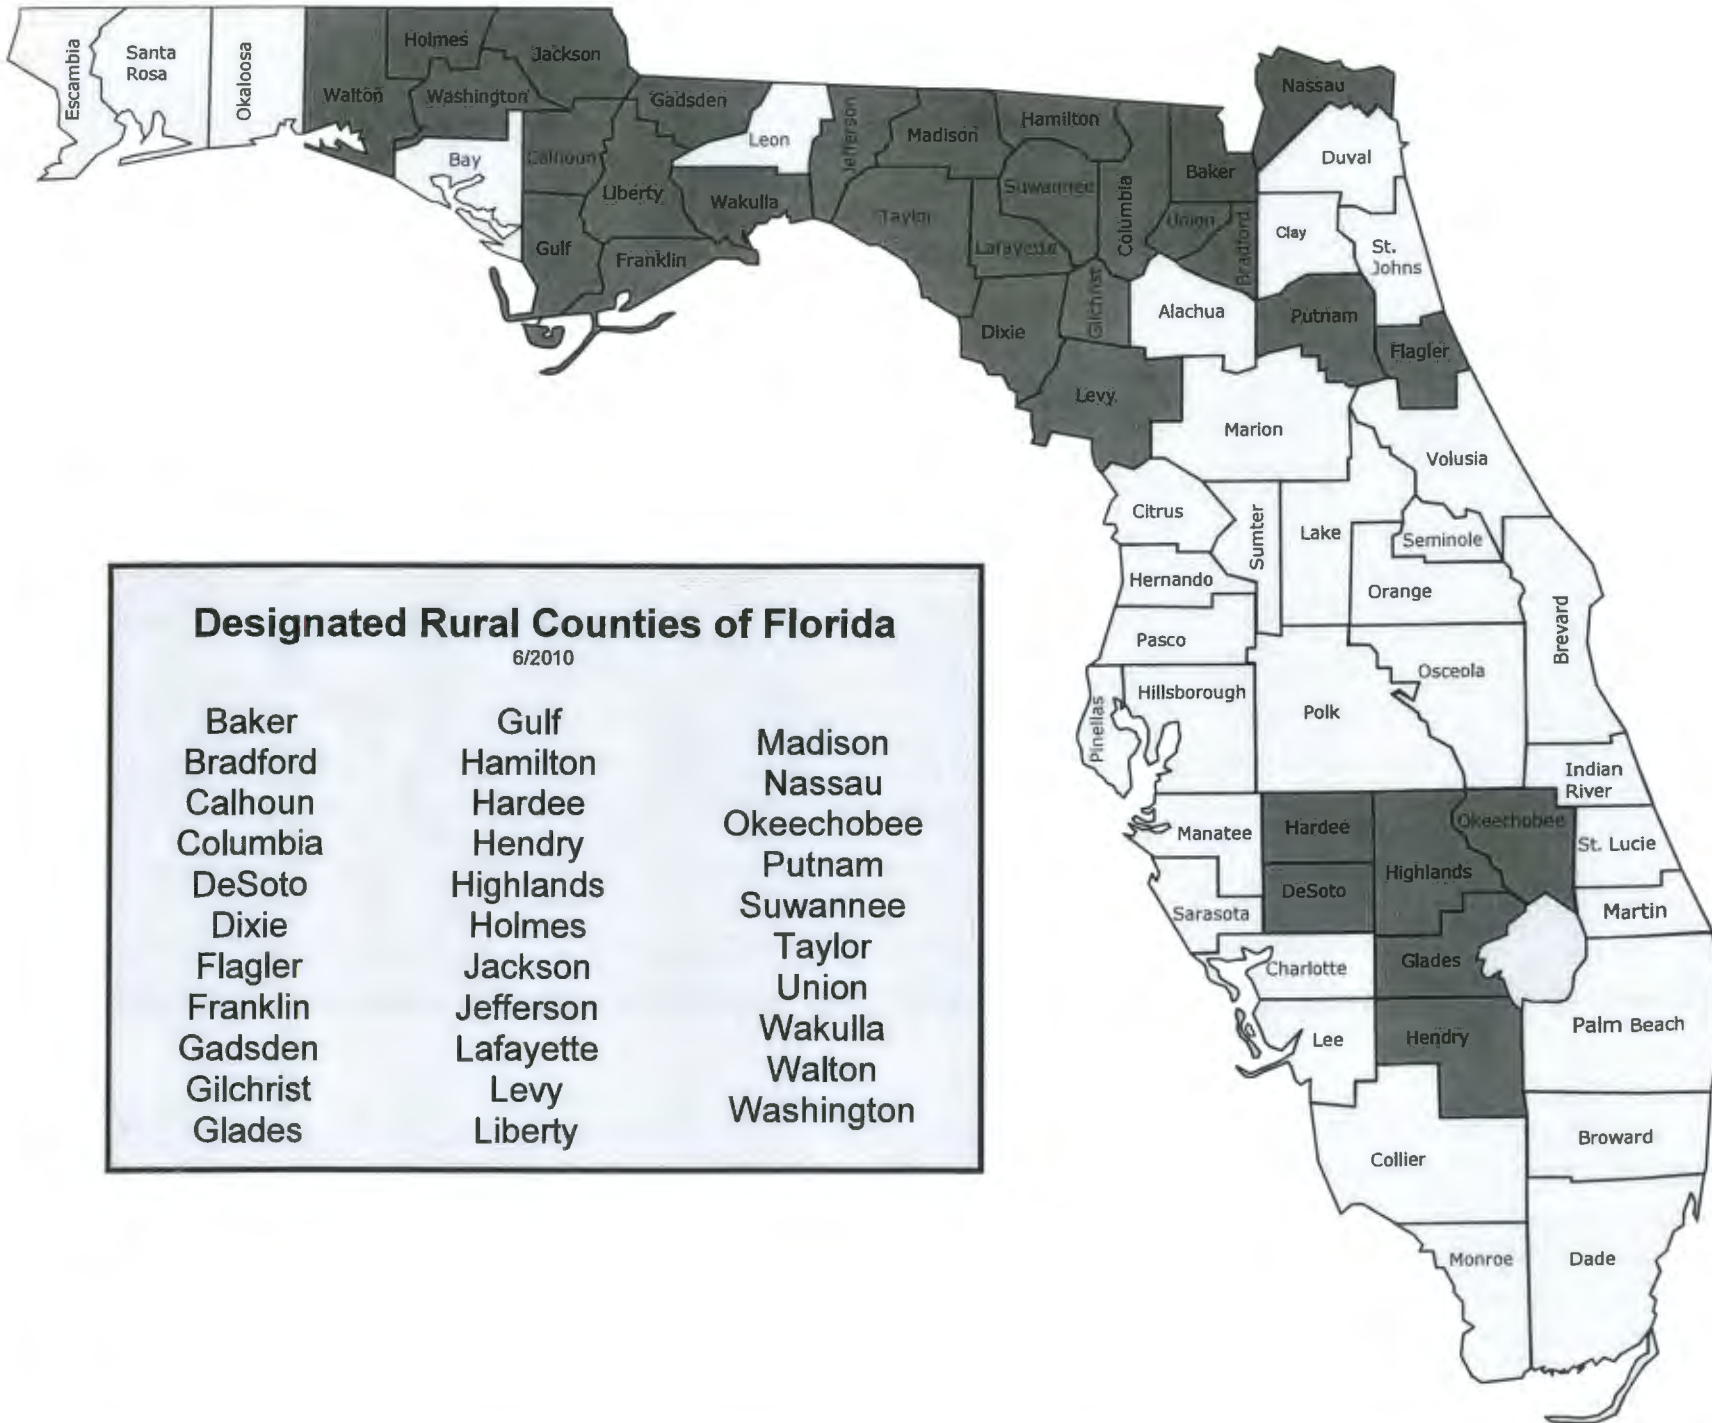 Escambia
Santa
Rosa
Okaloosa
Walton
Holmes
Washington
Jackson
Bay
Calhoun
Gulf
Liberty
Gadsden
Franklin
Wakulla
Leon
Jefferson
Madison
Taylor
Hamilton
Suwannee
Lafayette
Dixie
Gilchrist
Columbia
Baker
Union
Bradford
Nassau
Duval
Clay
St.
Johns
Alachua
Putnam
Flagler
Levy
Marion
Volusia
Citrus
Sumter
Lake
Seminole
Orange
Hernando
Pasco
Brevard
Osceola
Pinellas
Hillsborough
Polk
Indian
River
Manatee
Hardee
Highlands
Okeechobee
St. Lucie
DeSoto
Sarasota
Martin
Charlotte
Glades
Lee
Hendry
Palm Beach
Collier
Broward
Monroe
Dade
Designated Rural Counties of Florida
6/2010
Baker
Bradford
Calhoun
Columbia
DeSoto
Dixie
Flagler
Franklin
Gadsden
Gilchrist
Glades
Gulf
Hamilton
Hardee
Hendry
Highlands
Holmes
Jackson
Jefferson
Lafayette
Levy
Liberty
Madison
Nassau
Okeechobee
Putnam
Suwannee
Taylor
Union
Wakulla
Walton
Washington